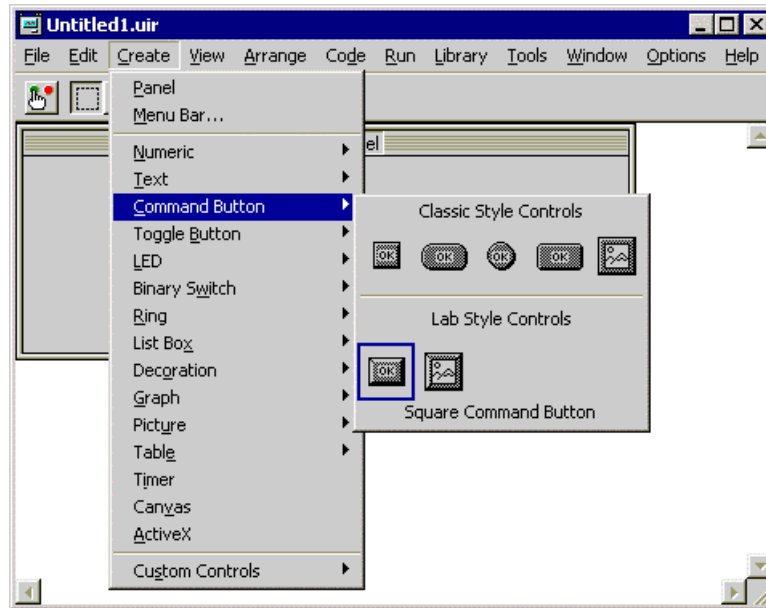 Untitled1.uir
File Edit Create View Arrange Code Run Library Tools Window Options Help
Panel
Menu Bar...
el
Numeric
Text
Command Button
Toggle Button
LED
Binary Switch
Ring
List Box
Decoration
Graph
Picture
Table
Timer
Canvas
ActiveX
Custom Controls
Classic Style Controls
OK OK OK OK
Lab Style Controls
OK
Square Command Button